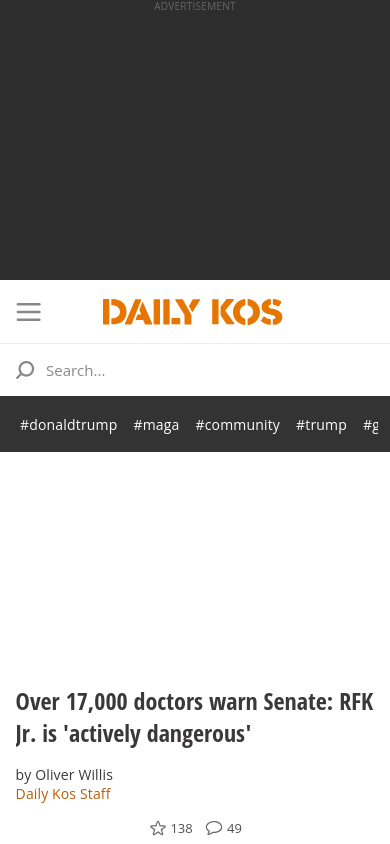 ADVERTISEMENT
DAILY KOS
Search...
#donaldtrump #maga #community #trump
Over 17,000 doctors warn Senate: RFK
Jr. is 'actively dangerous'
by Oliver Willis
Daily Kos Staff
138 49